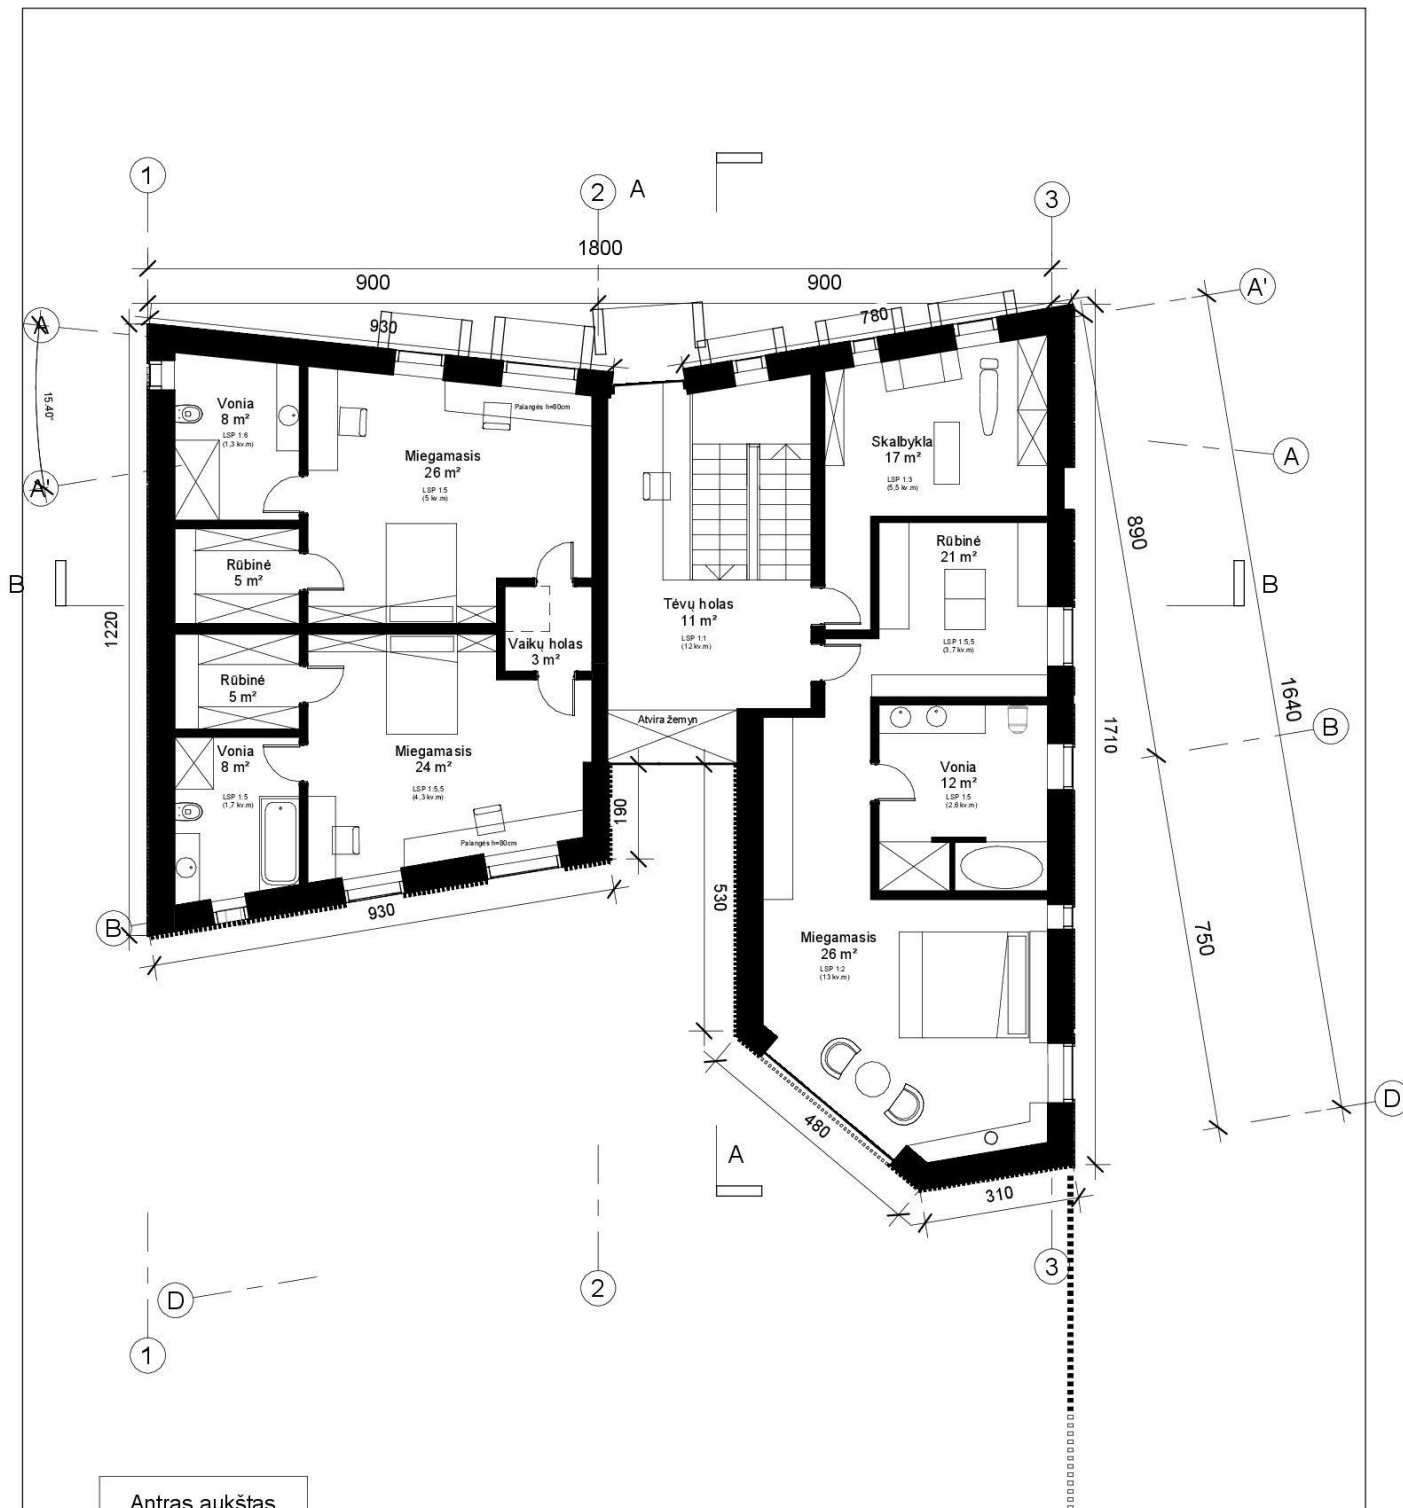 1
2
A
3
1800
900
900
A'
A
930
780
15.40°
Vonia
8 m²
LSP 1:6
(1,3 kv.m)
Palangės h=80cm
Miegamasis
26 m²
LSP 1:5
(5 kv.m)
Skalbykla
17 m²
LSP 1:3
(5,5 kv.m)
A
A'
890
Rūbinė
5 m²
Rūbinė
21 m²
B
B
1220
Tėvų holas
11 m²
LSP 1:1
(12 kv.m)
LSP 1:5,5
(3,7 kv.m)
Vaikų holas
3 m²
Rūbinė
5 m²
1640
Atvira žemyn
1710
B
Vonia
8 m²
LSP 1:5
(1,7 kv.m)
Miegamasis
24 m²
LSP 1:5,5
(4,3 kv.m)
Vonia
12 m²
LSP 1:5
(2,8 kv.m)
190
Palangės h=80cm
530
930
B
Miegamasis
26 m²
LSP 1:2
(13 kv.m)
750
D
480
A
310
3
2
D
1
Antras aukštas